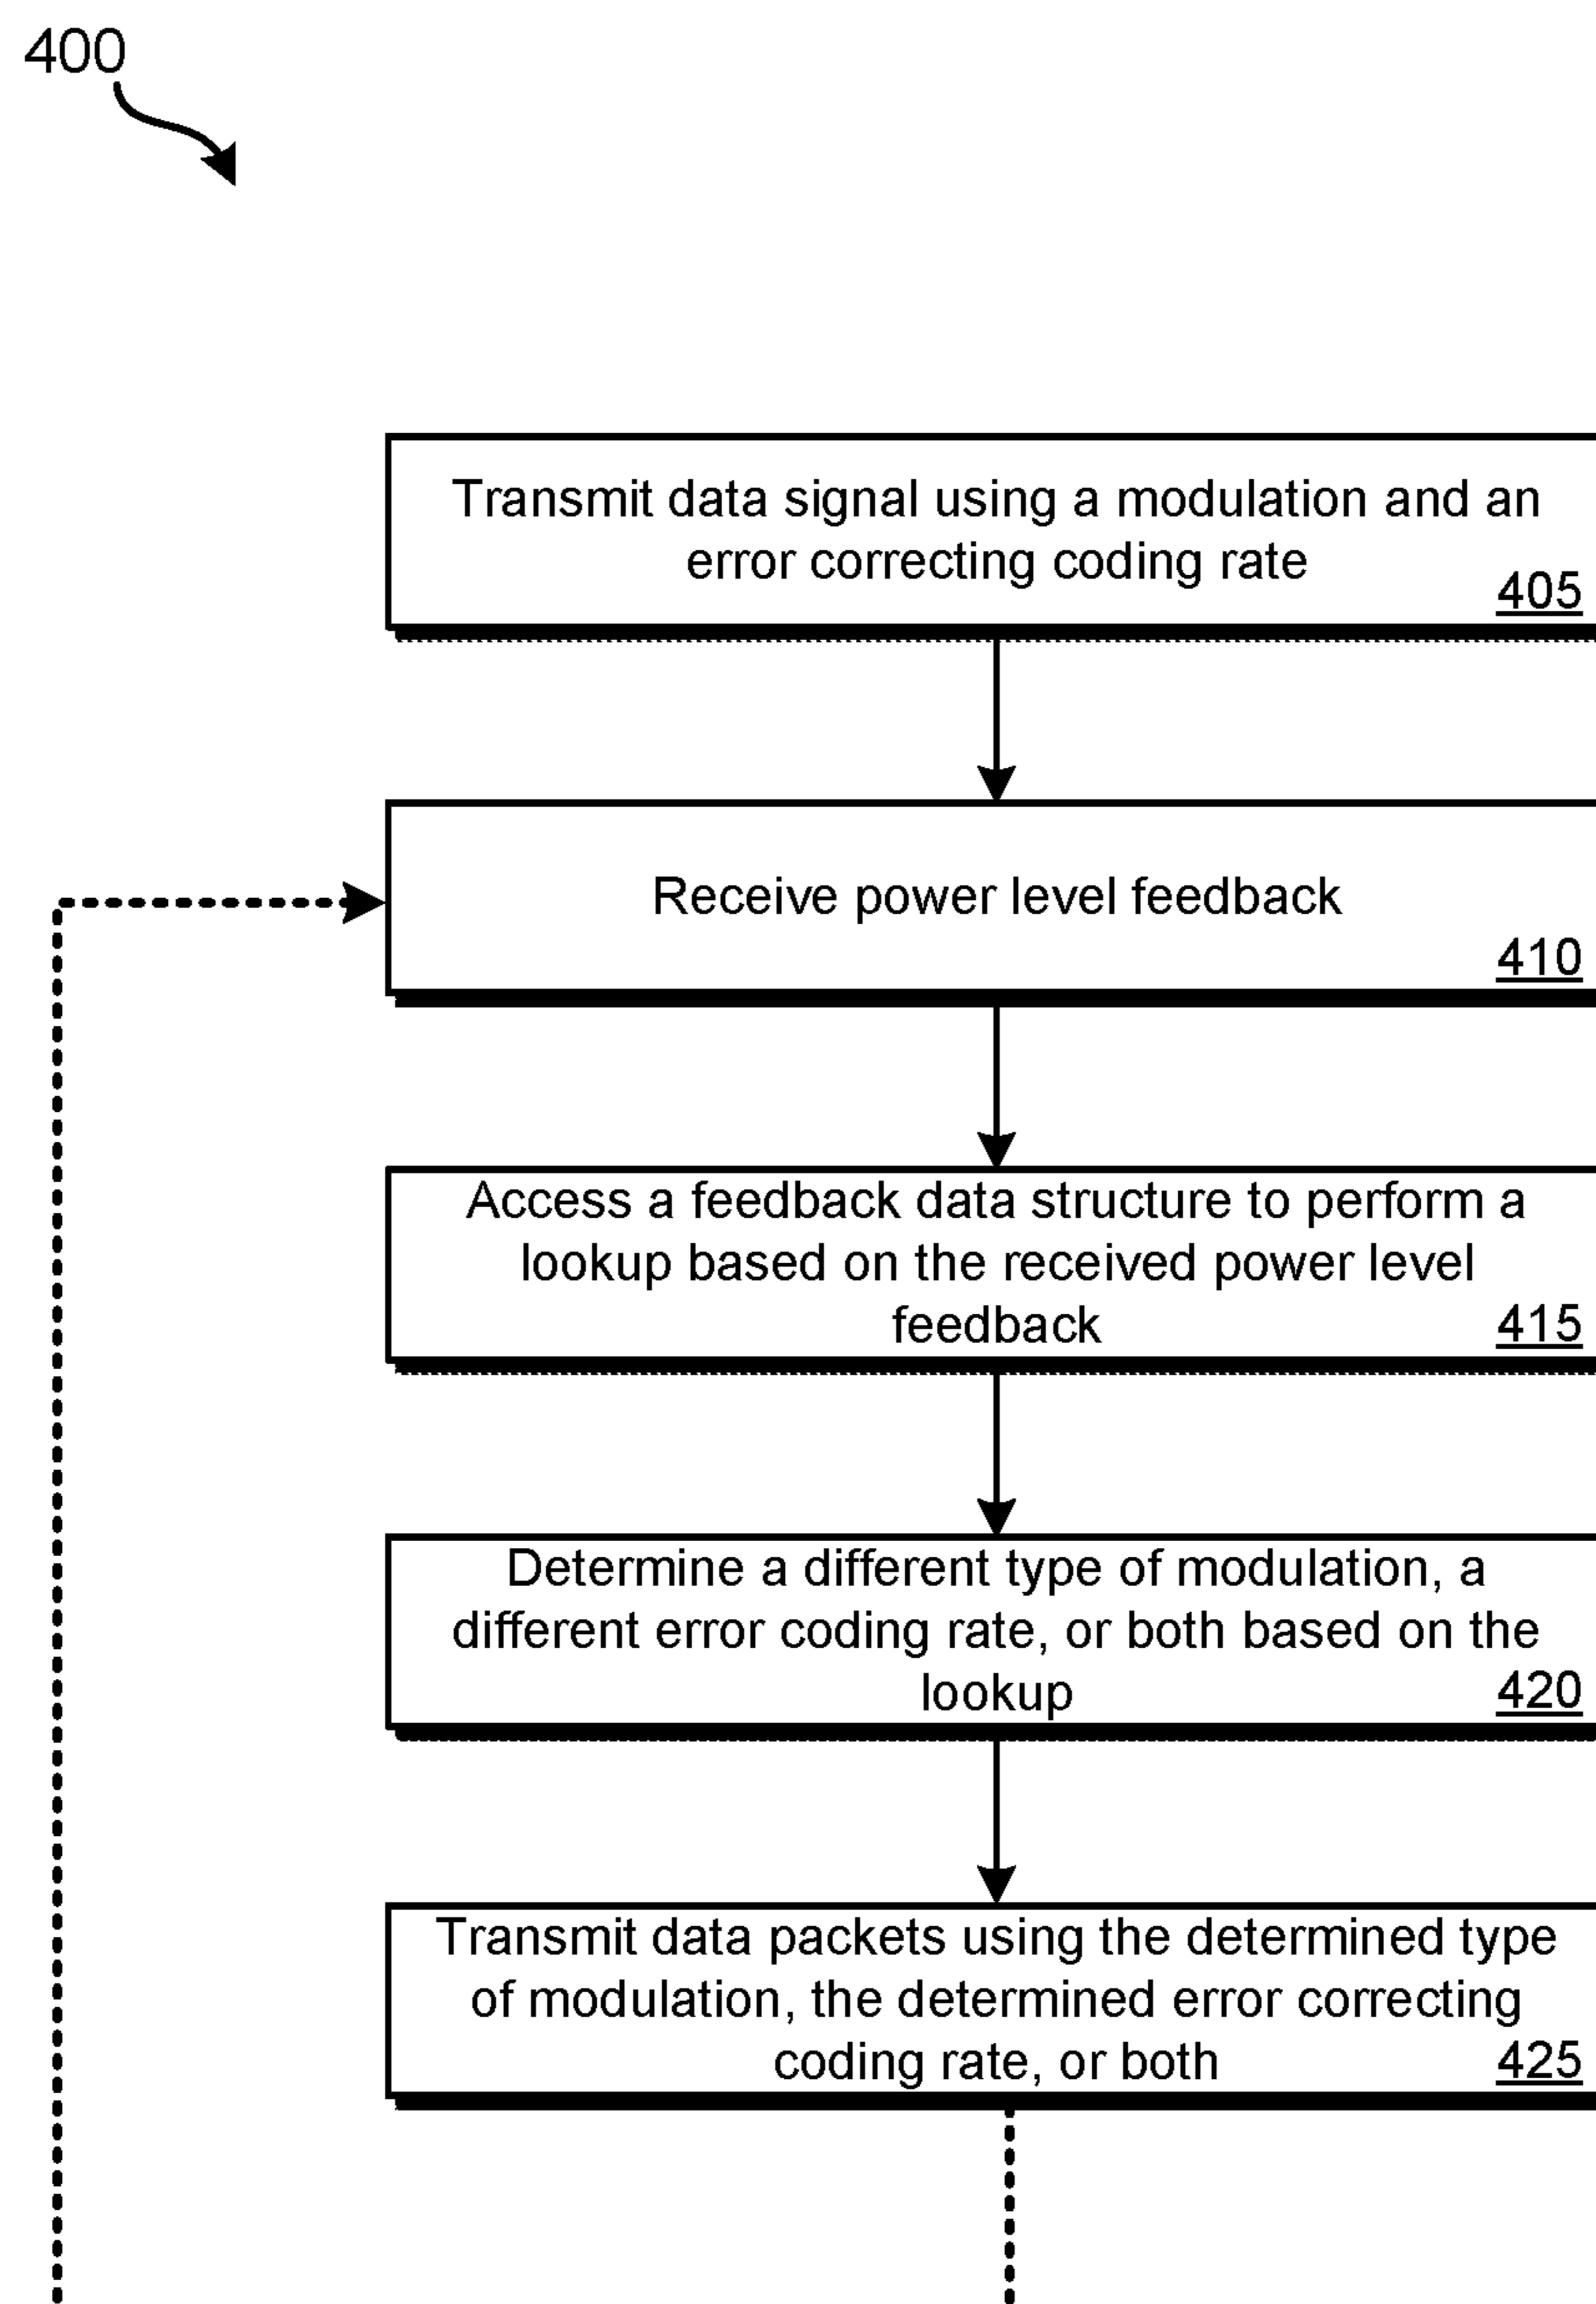 400
Transmit data signal using a modulation and an
error correcting coding rate
405
Receive power level feedback
410
Access a feedback data structure to perform a
lookup based on the received power level
feedback
415
Determine a different type of modulation, a
different error coding rate, or both based on the
lookup
420
Transmit data packets using the determined type
of modulation, the determined error correcting
coding rate, or both
425